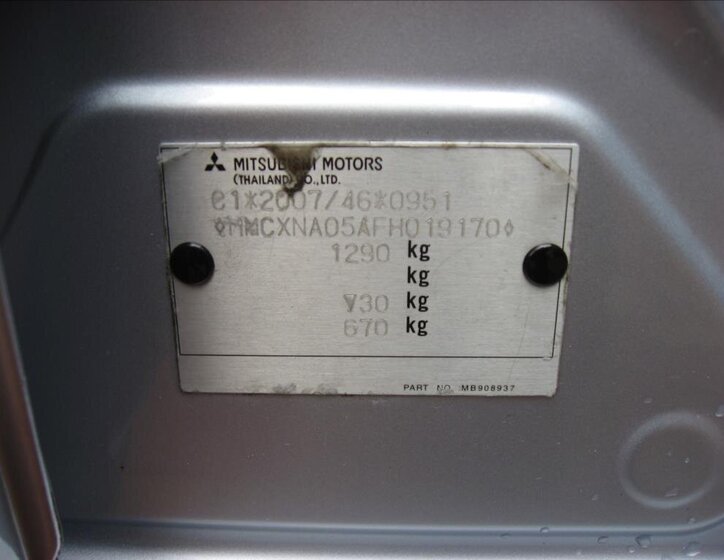 MITSUBISHI MOTORS
(THAILAND) CO., LTD.
e1*2007/46*0951
◊MMCXNA05AFH019170◊
1290 kg
kg
730 kg
670 kg
PART NO. MB908937